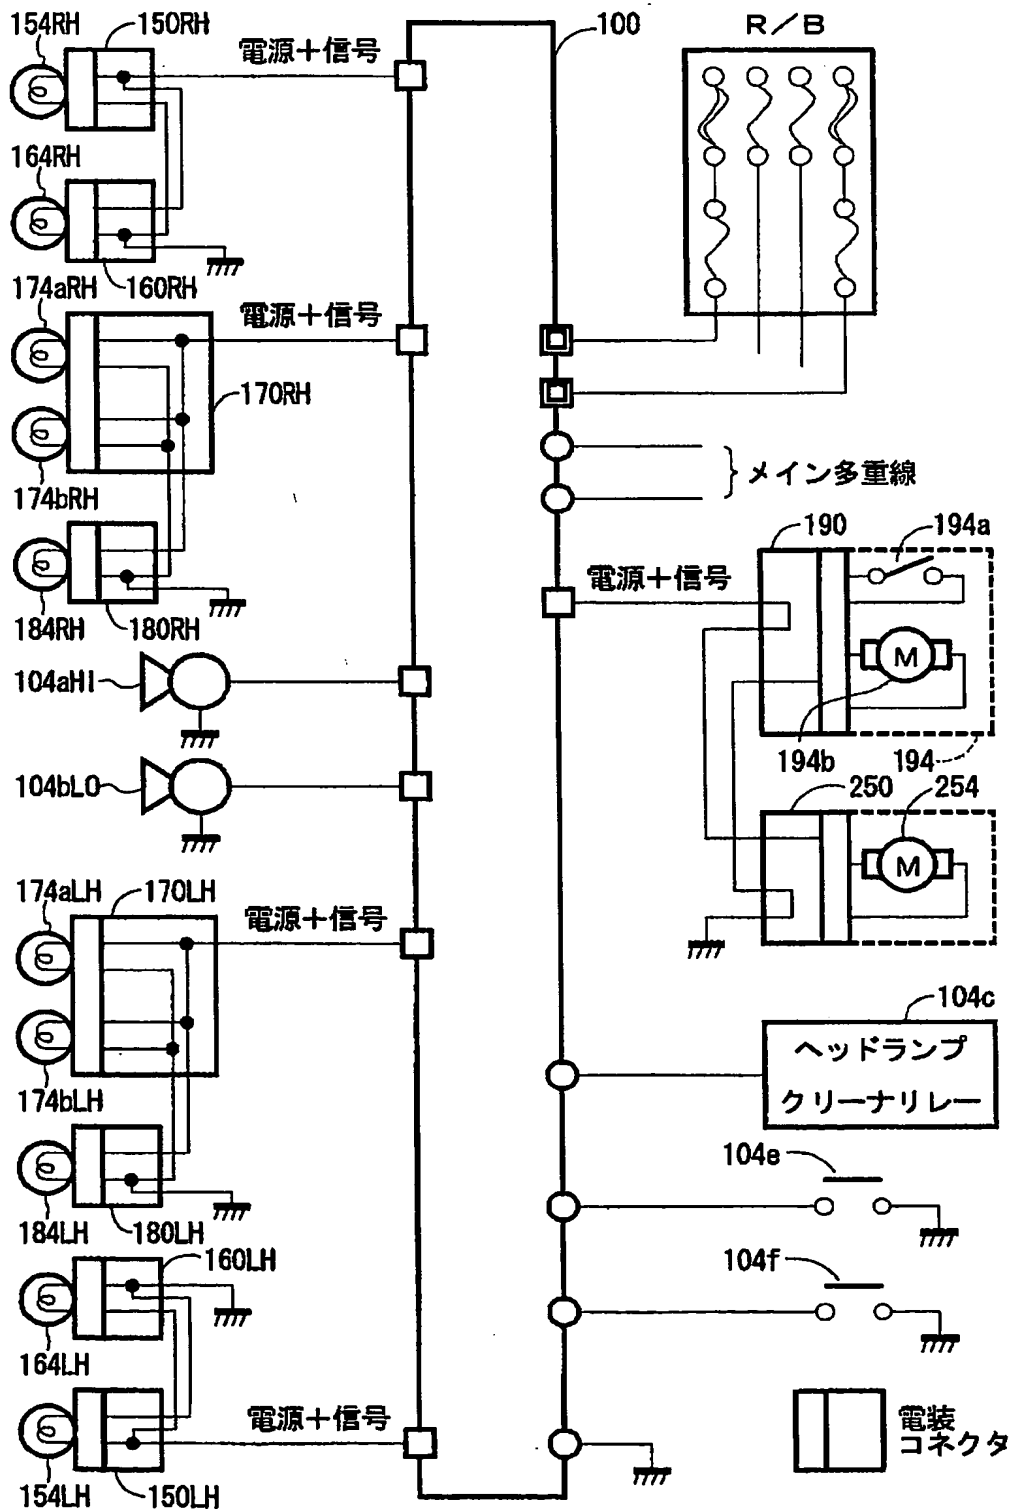 154RH
150RH
電源＋信号
100
R／B
164RH
160RH
174aRH
電源＋信号
170RH
174bRH
メイン多重線
190
194a
184RH
180RH
電源＋信号
M
104aHI
194b
194
104bLO
250
254
M
174aLH
170LH
電源＋信号
104c
ヘッドランプ
クリーナリレー
174bLH
104e
184LH
180LH
160LH
104f
164LH
電源＋信号
電装
コネクタ
154LH
150LH